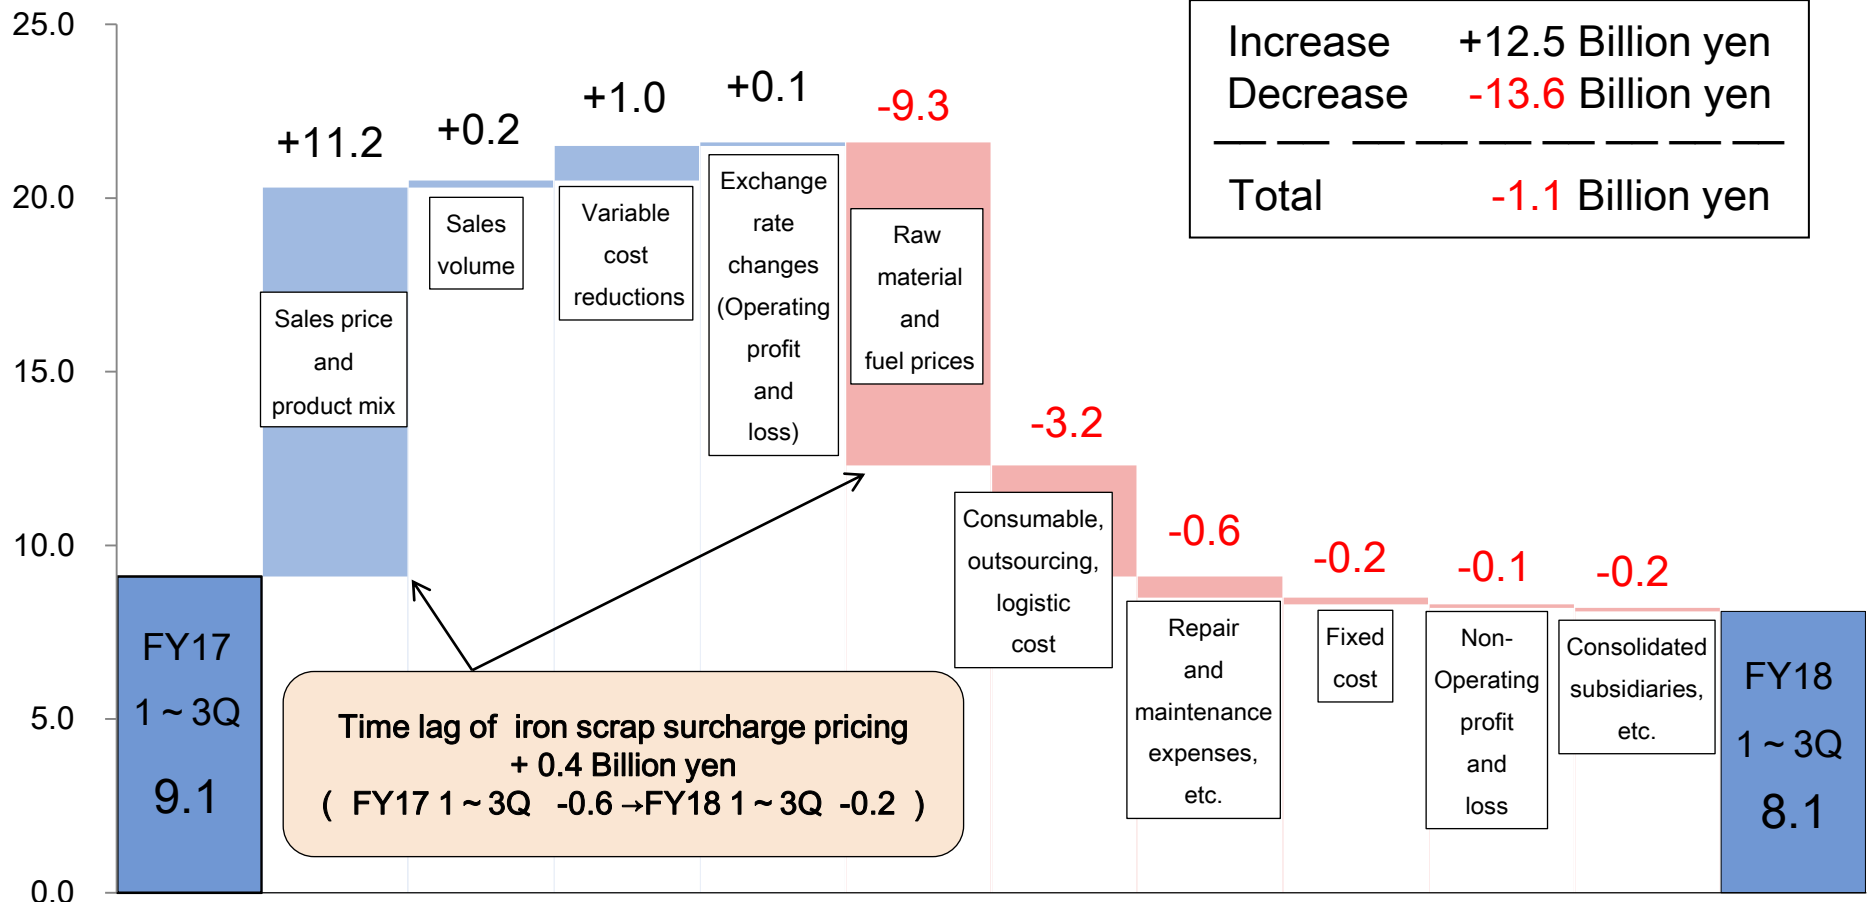 25.0
20.0
15.0
10.0
5.0
0.0
FY17
1 ~ 3Q
9.1
+11.2
Sales price
and
product mix
+0.2
Sales
volume
+1.0
Variable
cost
reductions
+0.1
Exchange
rate
changes
(Operating
profit
and
loss)
-9.3
Raw
material
and
fuel prices
-3.2
Consumable,
outsourcing,
logistic
cost
-0.6
Repair
and
maintenance
expenses,
etc.
-0.2
Fixed
cost
-0.1
Non-
Operating
profit
and
loss
-0.2
Consolidated
subsidiaries,
etc.
FY18
1 ~ 3Q
8.1
Increase +12.5 Billion yen
Decrease -13.6 Billion yen
Total -1.1 Billion yen
Time lag of iron scrap surcharge pricing
+ 0.4 Billion yen
( FY17 1 ~ 3Q -0.6 →FY18 1 ~ 3Q -0.2 )